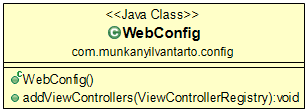 <<Java Class>>
WebConfig
com.munkanyilvantarto.config
WebConfig()
addViewControllers(ViewControllerRegistry):void